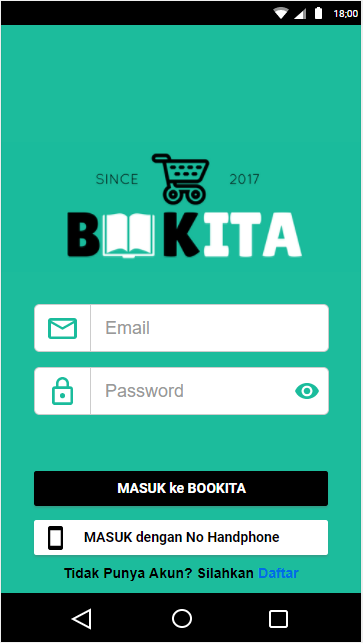 18:00
SINCE 2017
BOOKITA
Email
Password
MASUK ke BOOKITA
MASUK dengan No Handphone
Tidak Punya Akun? Silahkan Daftar